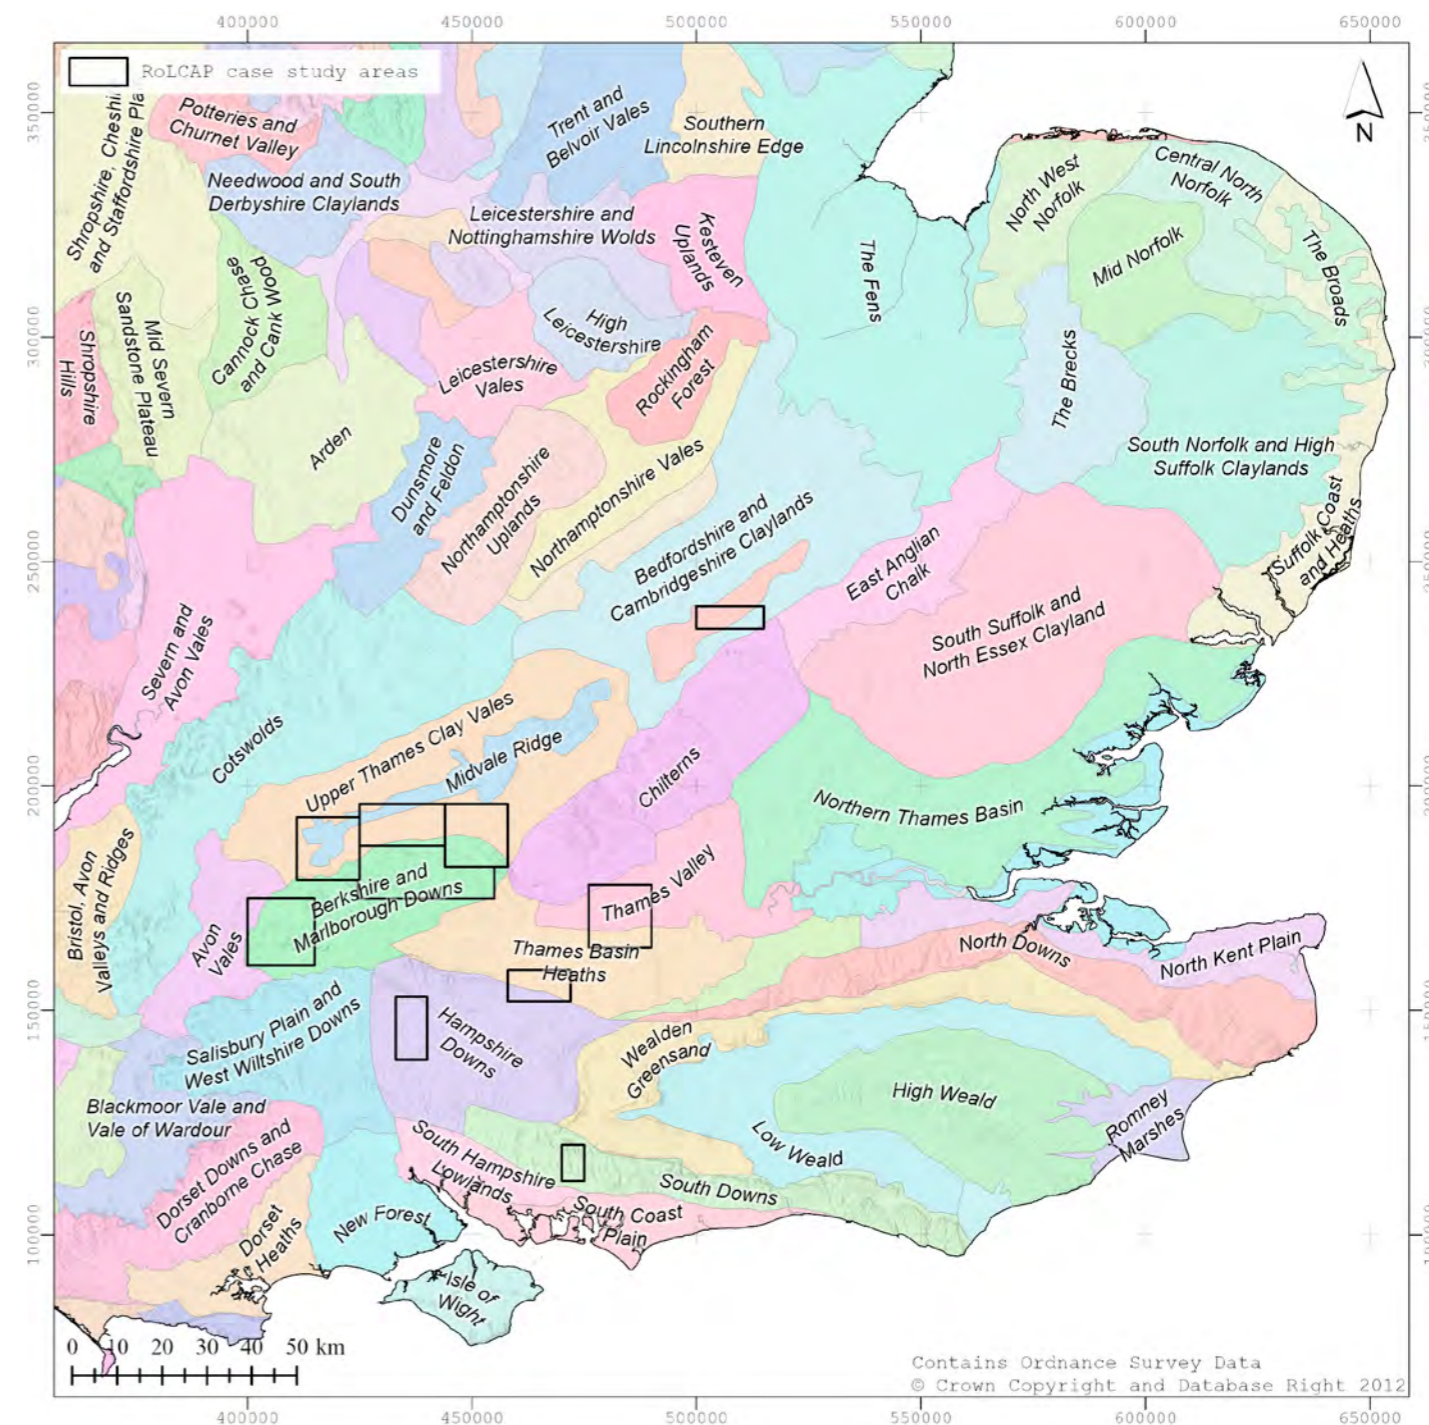 400000
450000
500000
550000
600000
650000
RoLCAP case study areas
N
350000
300000
250000
200000
150000
100000
Shropshire, Cheshi
and Staffordshire Pla
Potteries and
Churnet Valley
Needwood and South
Derbyshire Claylands
Trent and
Belvoir Vales
Southern
Lincolnshire Edge
Leicestershire and
Nottinghamshire Wolds
Kesteven
Uplands
The Fens
North West
Norfolk
Central North
Norfolk
Mid Norfolk
The Broads
Shropshire
Hills
Mid Severn
Sandstone Plateau
Cannock Chase
and Cank Wood
High
Leicestershire
Leicestershire
Vales
Rockingham
Forest
The Brecks
Arden
Dunsmore
and Feldon
Northamptonshire
Uplands
Northamptonshire Vales
South Norfolk and High
Suffolk Claylands
Suffolk Coast
and Heaths
Bedfordshire and
Cambridgeshire Claylands
East Anglian
Chalk
South Suffolk and
North Essex Clayland
Severn and
Avon Vales
Cotswolds
Upper Thames Clay Vales
Midvale Ridge
Chilterns
Northern Thames Basin
Bristol, Avon
Valleys and Ridges
Avon
Vales
Berkshire and
Marlborough Downs
Thames Valley
Thames Basin
Heaths
North Downs
North Kent Plain
Salisbury Plain and
West Wiltshire Downs
Hampshire
Downs
Wealden
Greensand
High Weald
Romney
Marshes
Blackmoor Vale and
Vale of Wardour
Dorset Downs and
Cranborne Chase
South Hampshire
Lowlands
Low Weald
South Downs
South Coast
Plain
New Forest
Dorset
Heaths
Isle of
Wight
0 10 20 30 40 50 km
Contains Ordnance Survey Data
© Crown Copyright and Database Right 2012
400000
450000
500000
550000
600000
650000